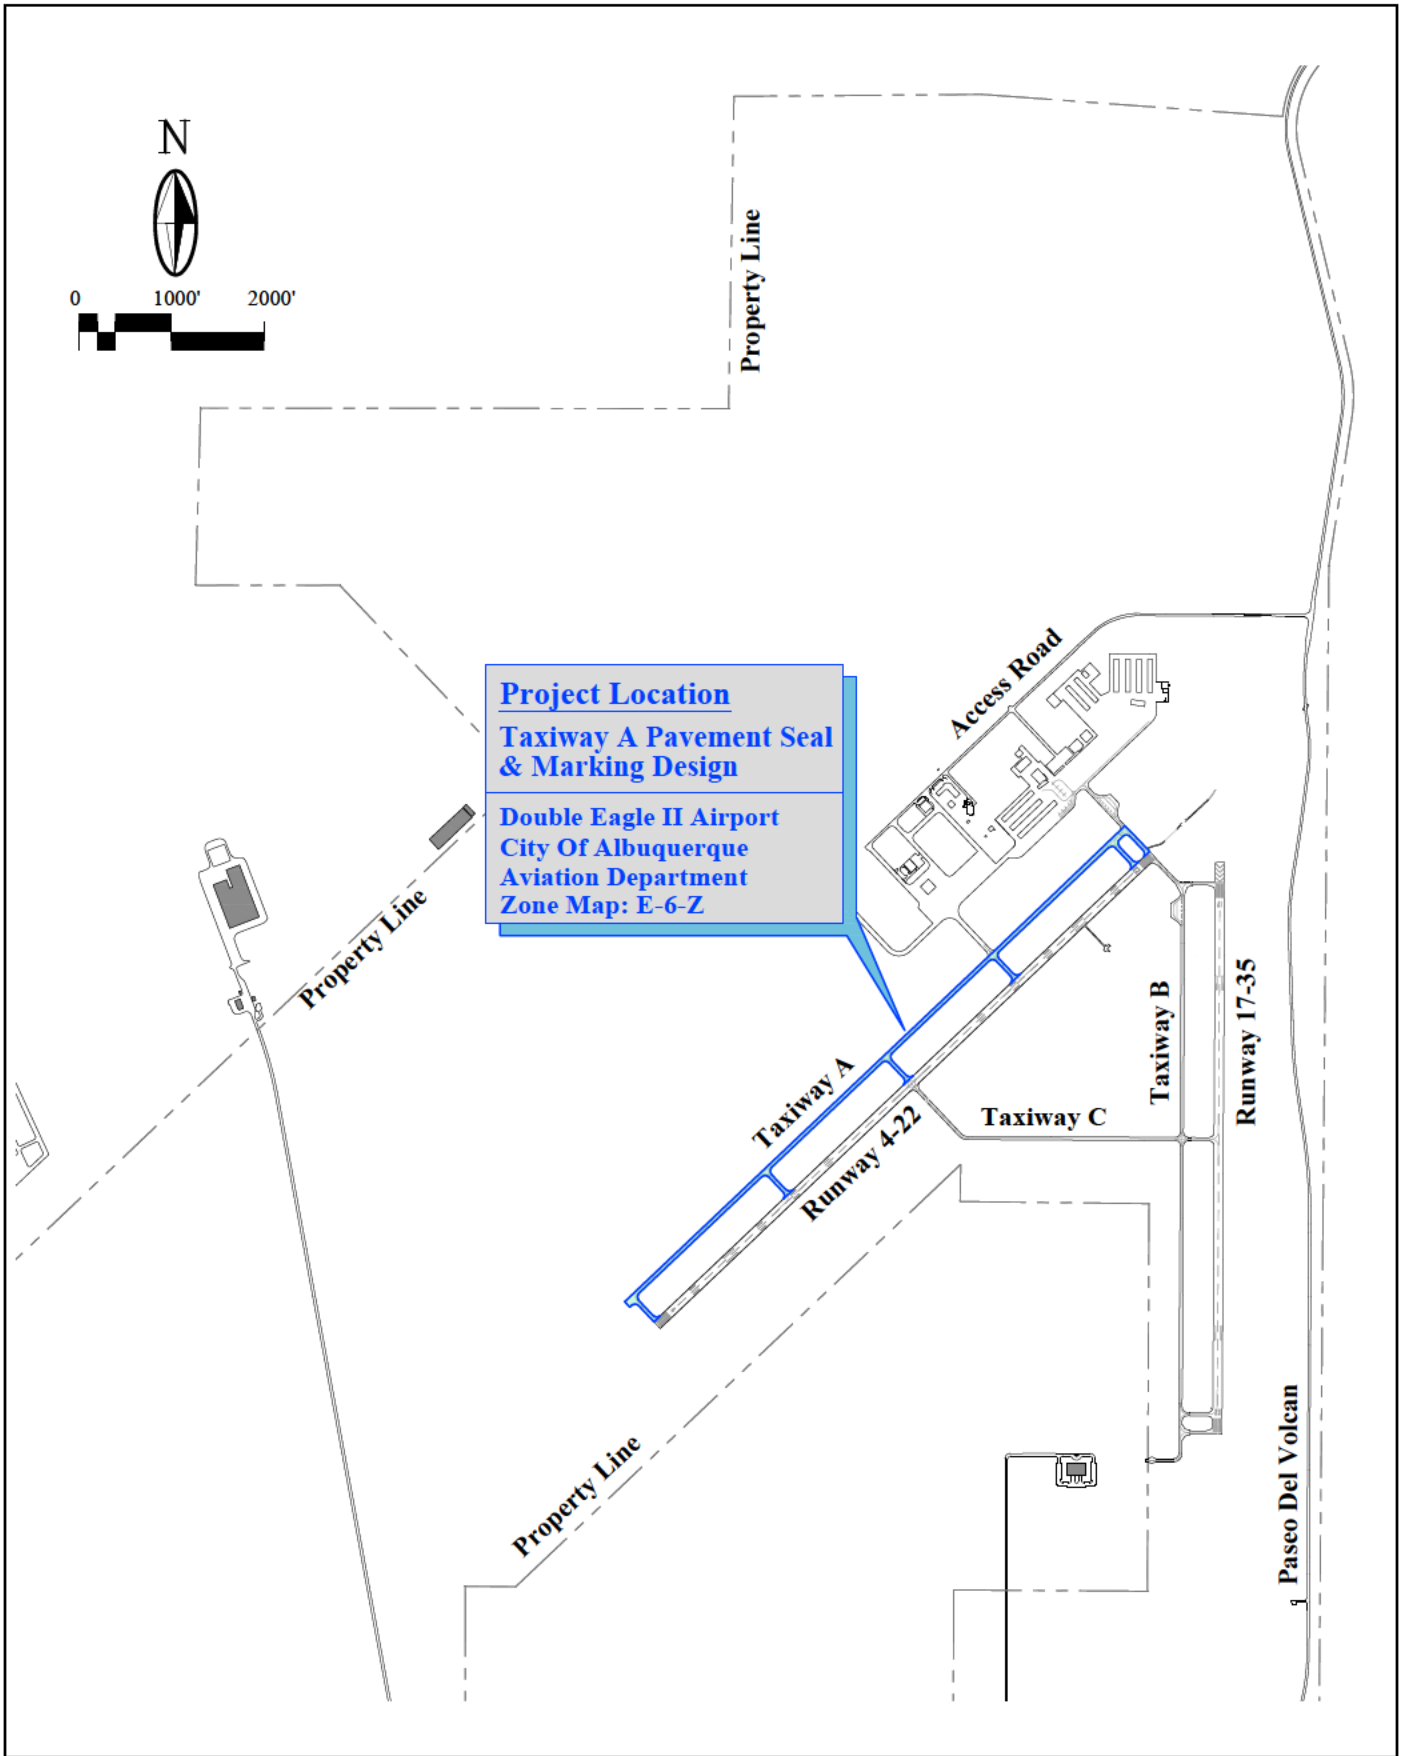 N
0 1000' 2000'
Property Line
Access Road
Project Location
Taxiway A Pavement Seal
& Marking Design
Double Eagle II Airport
City Of Albuquerque
Aviation Department
Zone Map: E-6-Z
Property Line
Taxiway A
Runway 4-22
Taxiway C
Taxiway B
Runway 17-35
Property Line
Paseo Del Volcan